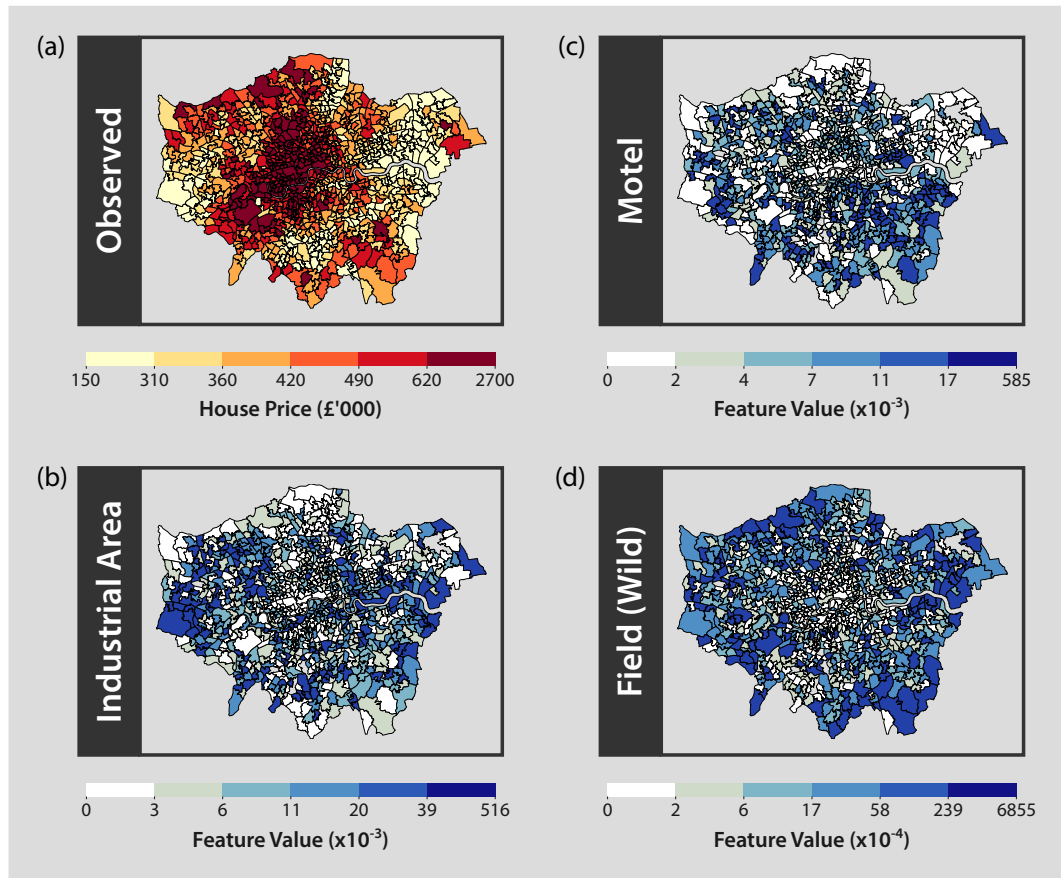 (a)
Observed
150 310 360 420 490 620 2700
House Price (£'000)
(c)
Motel
0 2 4 7 11 17 585
Feature Value (x10⁻³)
(b)
Industrial Area
0 3 6 11 20 39 516
Feature Value (x10⁻³)
(d)
Field (Wild)
0 2 6 17 58 239 6855
Feature Value (x10⁻⁴)